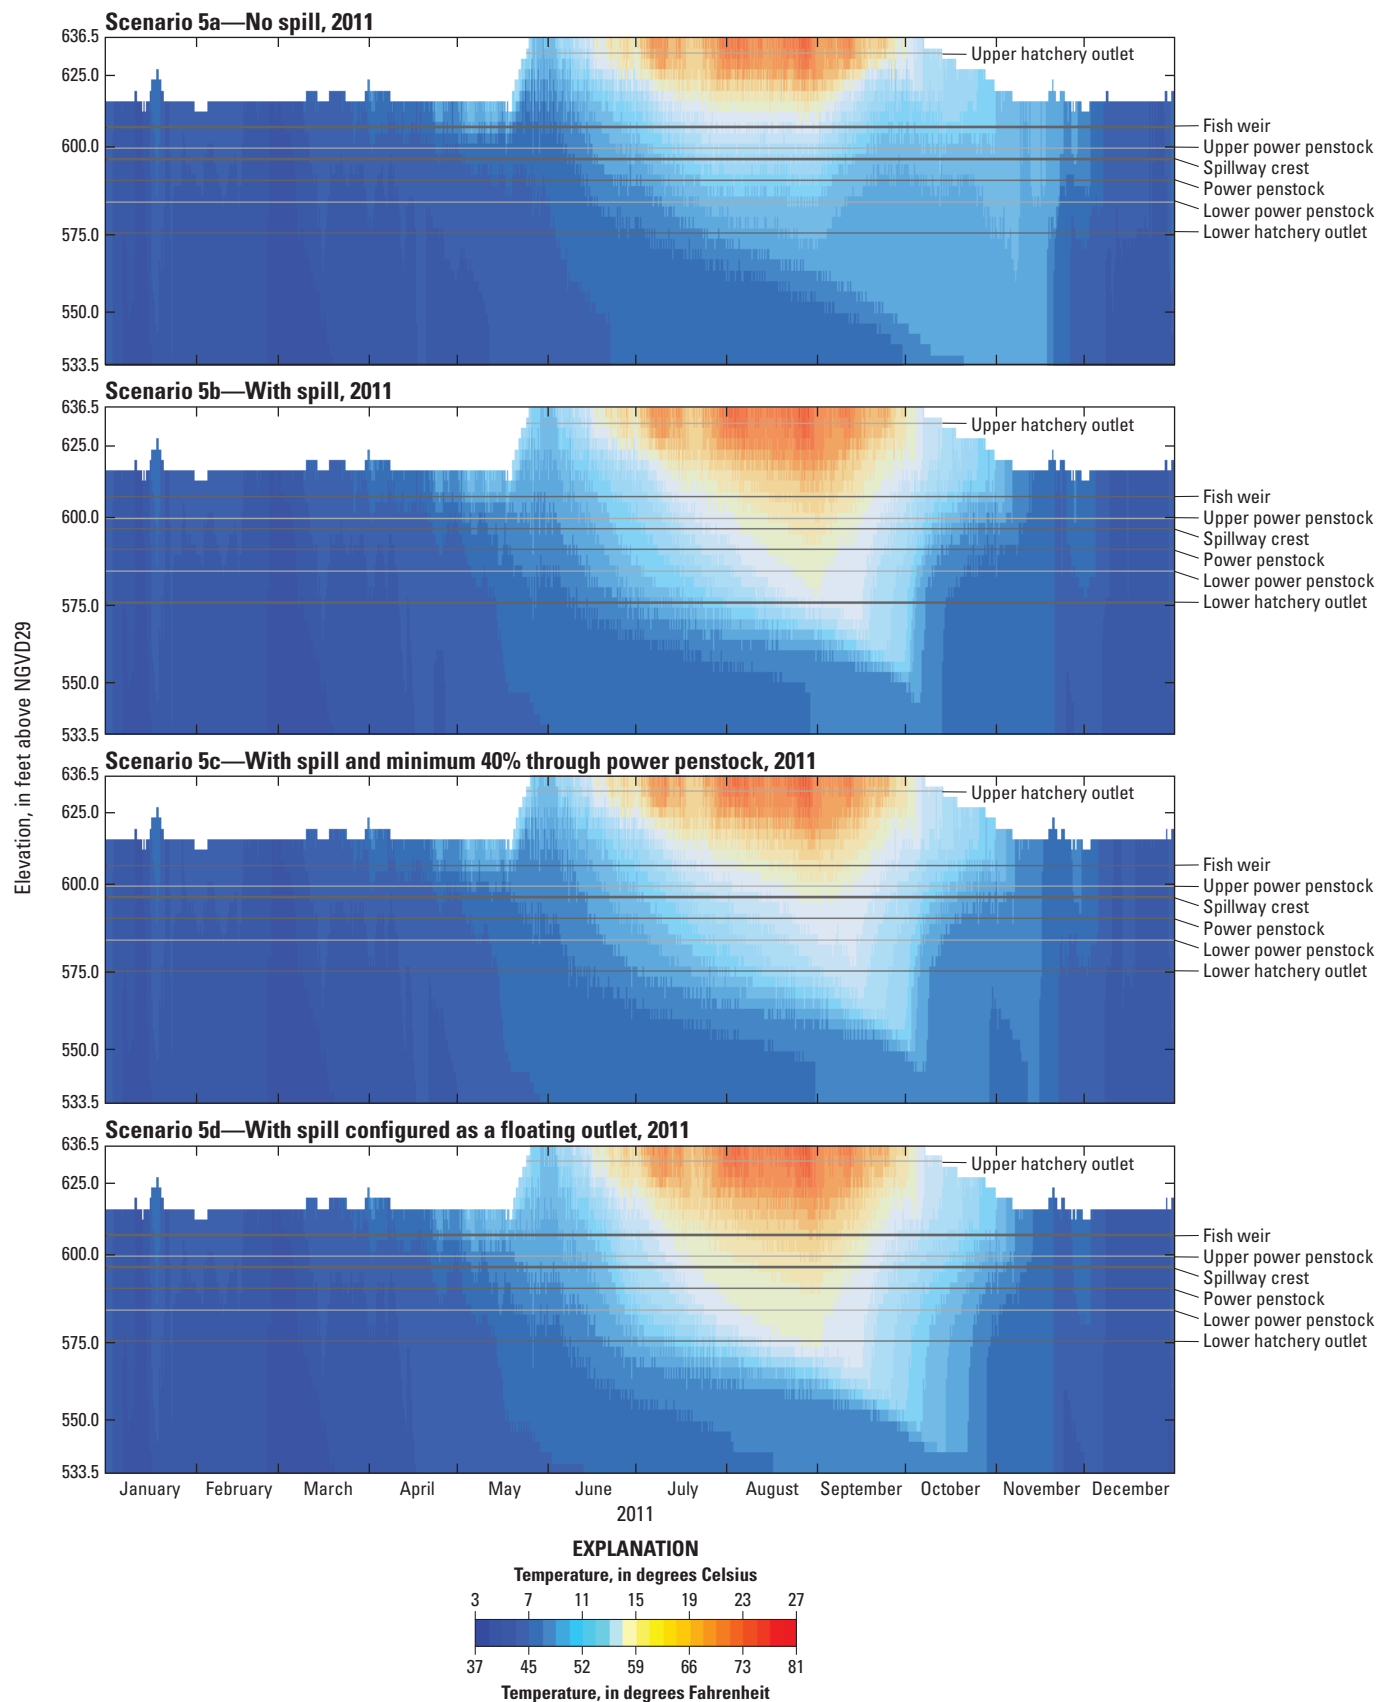 Scenario 5a—No spill, 2011
636.5
625.0
600.0
575.0
550.0
533.5
Upper hatchery outlet
Fish weir
Upper power penstock
Spillway crest
Power penstock
Lower power penstock
Lower hatchery outlet
Scenario 5b—With spill, 2011
636.5
625.0
600.0
575.0
550.0
533.5
Upper hatchery outlet
Fish weir
Upper power penstock
Spillway crest
Power penstock
Lower power penstock
Lower hatchery outlet
Elevation, in feet above NGVD29
Scenario 5c—With spill and minimum 40% through power penstock, 2011
636.5
625.0
600.0
575.0
550.0
533.5
Upper hatchery outlet
Fish weir
Upper power penstock
Spillway crest
Power penstock
Lower power penstock
Lower hatchery outlet
Scenario 5d—With spill configured as a floating outlet, 2011
636.5
625.0
600.0
575.0
550.0
533.5
Upper hatchery outlet
Fish weir
Upper power penstock
Spillway crest
Power penstock
Lower power penstock
Lower hatchery outlet
January February March April May June July August September October November December
2011
EXPLANATION
Temperature, in degrees Celsius
3 7 11 15 19 23 27
37 45 52 59 66 73 81
Temperature, in degrees Fahrenheit